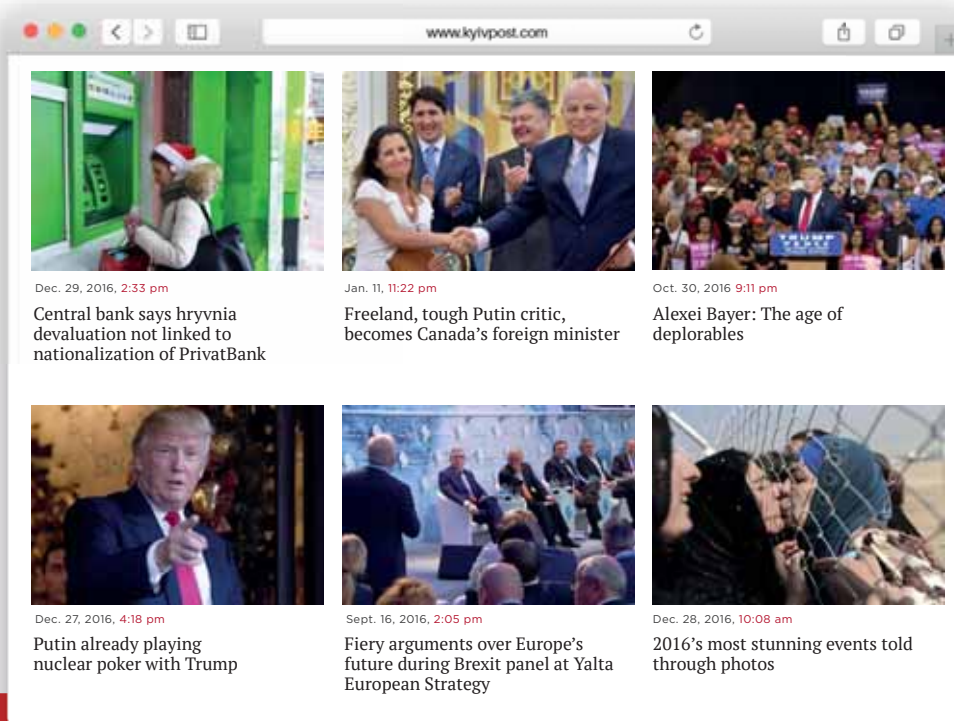 www.kyivpost.com
Dec. 29, 2016, 2:33 pm
Central bank says hryvnia
devaluation not linked to
nationalization of PrivatBank
Jan. 11, 11:22 pm
Freeland, tough Putin critic,
becomes Canada's foreign minister
TRUMP
Oct. 30, 2016 9:11 pm
Alexei Bayer: The age of
deplorables
Dec. 27, 2016, 4:18 pm
Putin already playing
nuclear poker with Trump
Sept. 16, 2016, 2:05 pm
Fiery arguments over Europe's
future during Brexit panel at Yalta
European Strategy
Dec. 28, 2016, 10:08 am
2016's most stunning events told
through photos